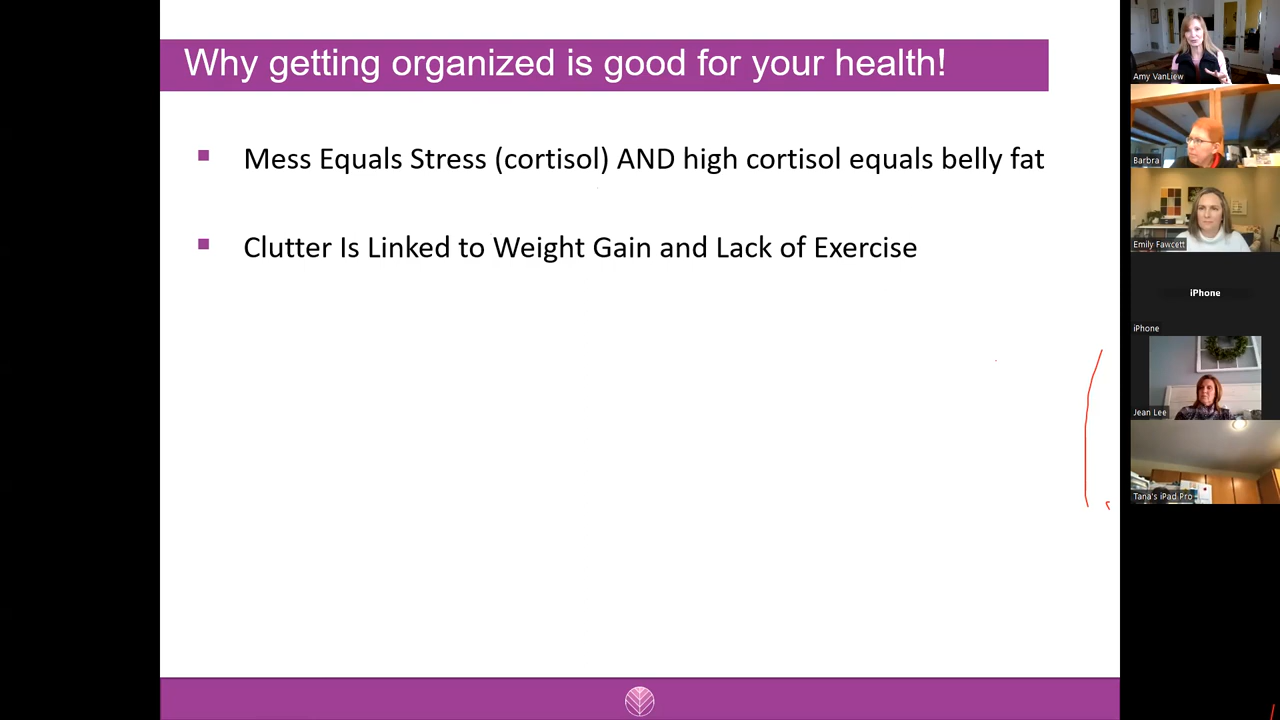 Why getting organized is good for your health!
Mess Equals Stress (cortisol) AND high cortisol equals belly fat
Clutter Is Linked to Weight Gain and Lack of Exercise
Amy VanLiew
Barbra
Emily Fawcett
iPhone
iPhone
Jean Lee
Tana's iPad Pro